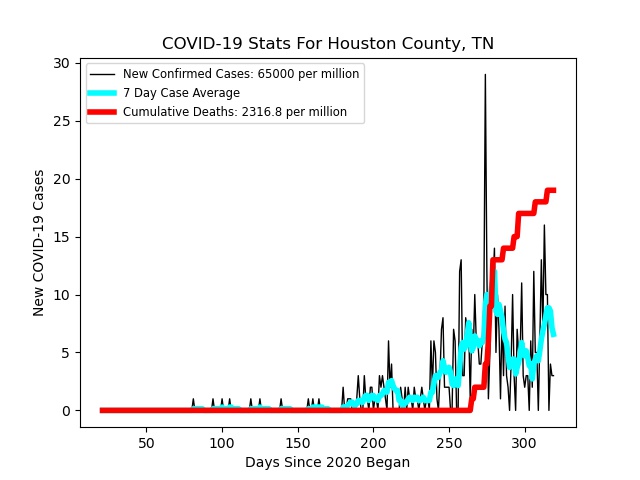 COVID-19 Stats For Houston County, TN
New Confirmed Cases: 65000 per million
7 Day Case Average
Cumulative Deaths: 2316.8 per million
New COVID-19 Cases
30
25
20
15
10
5
0
50 100 150 200 250 300
Days Since 2020 Began